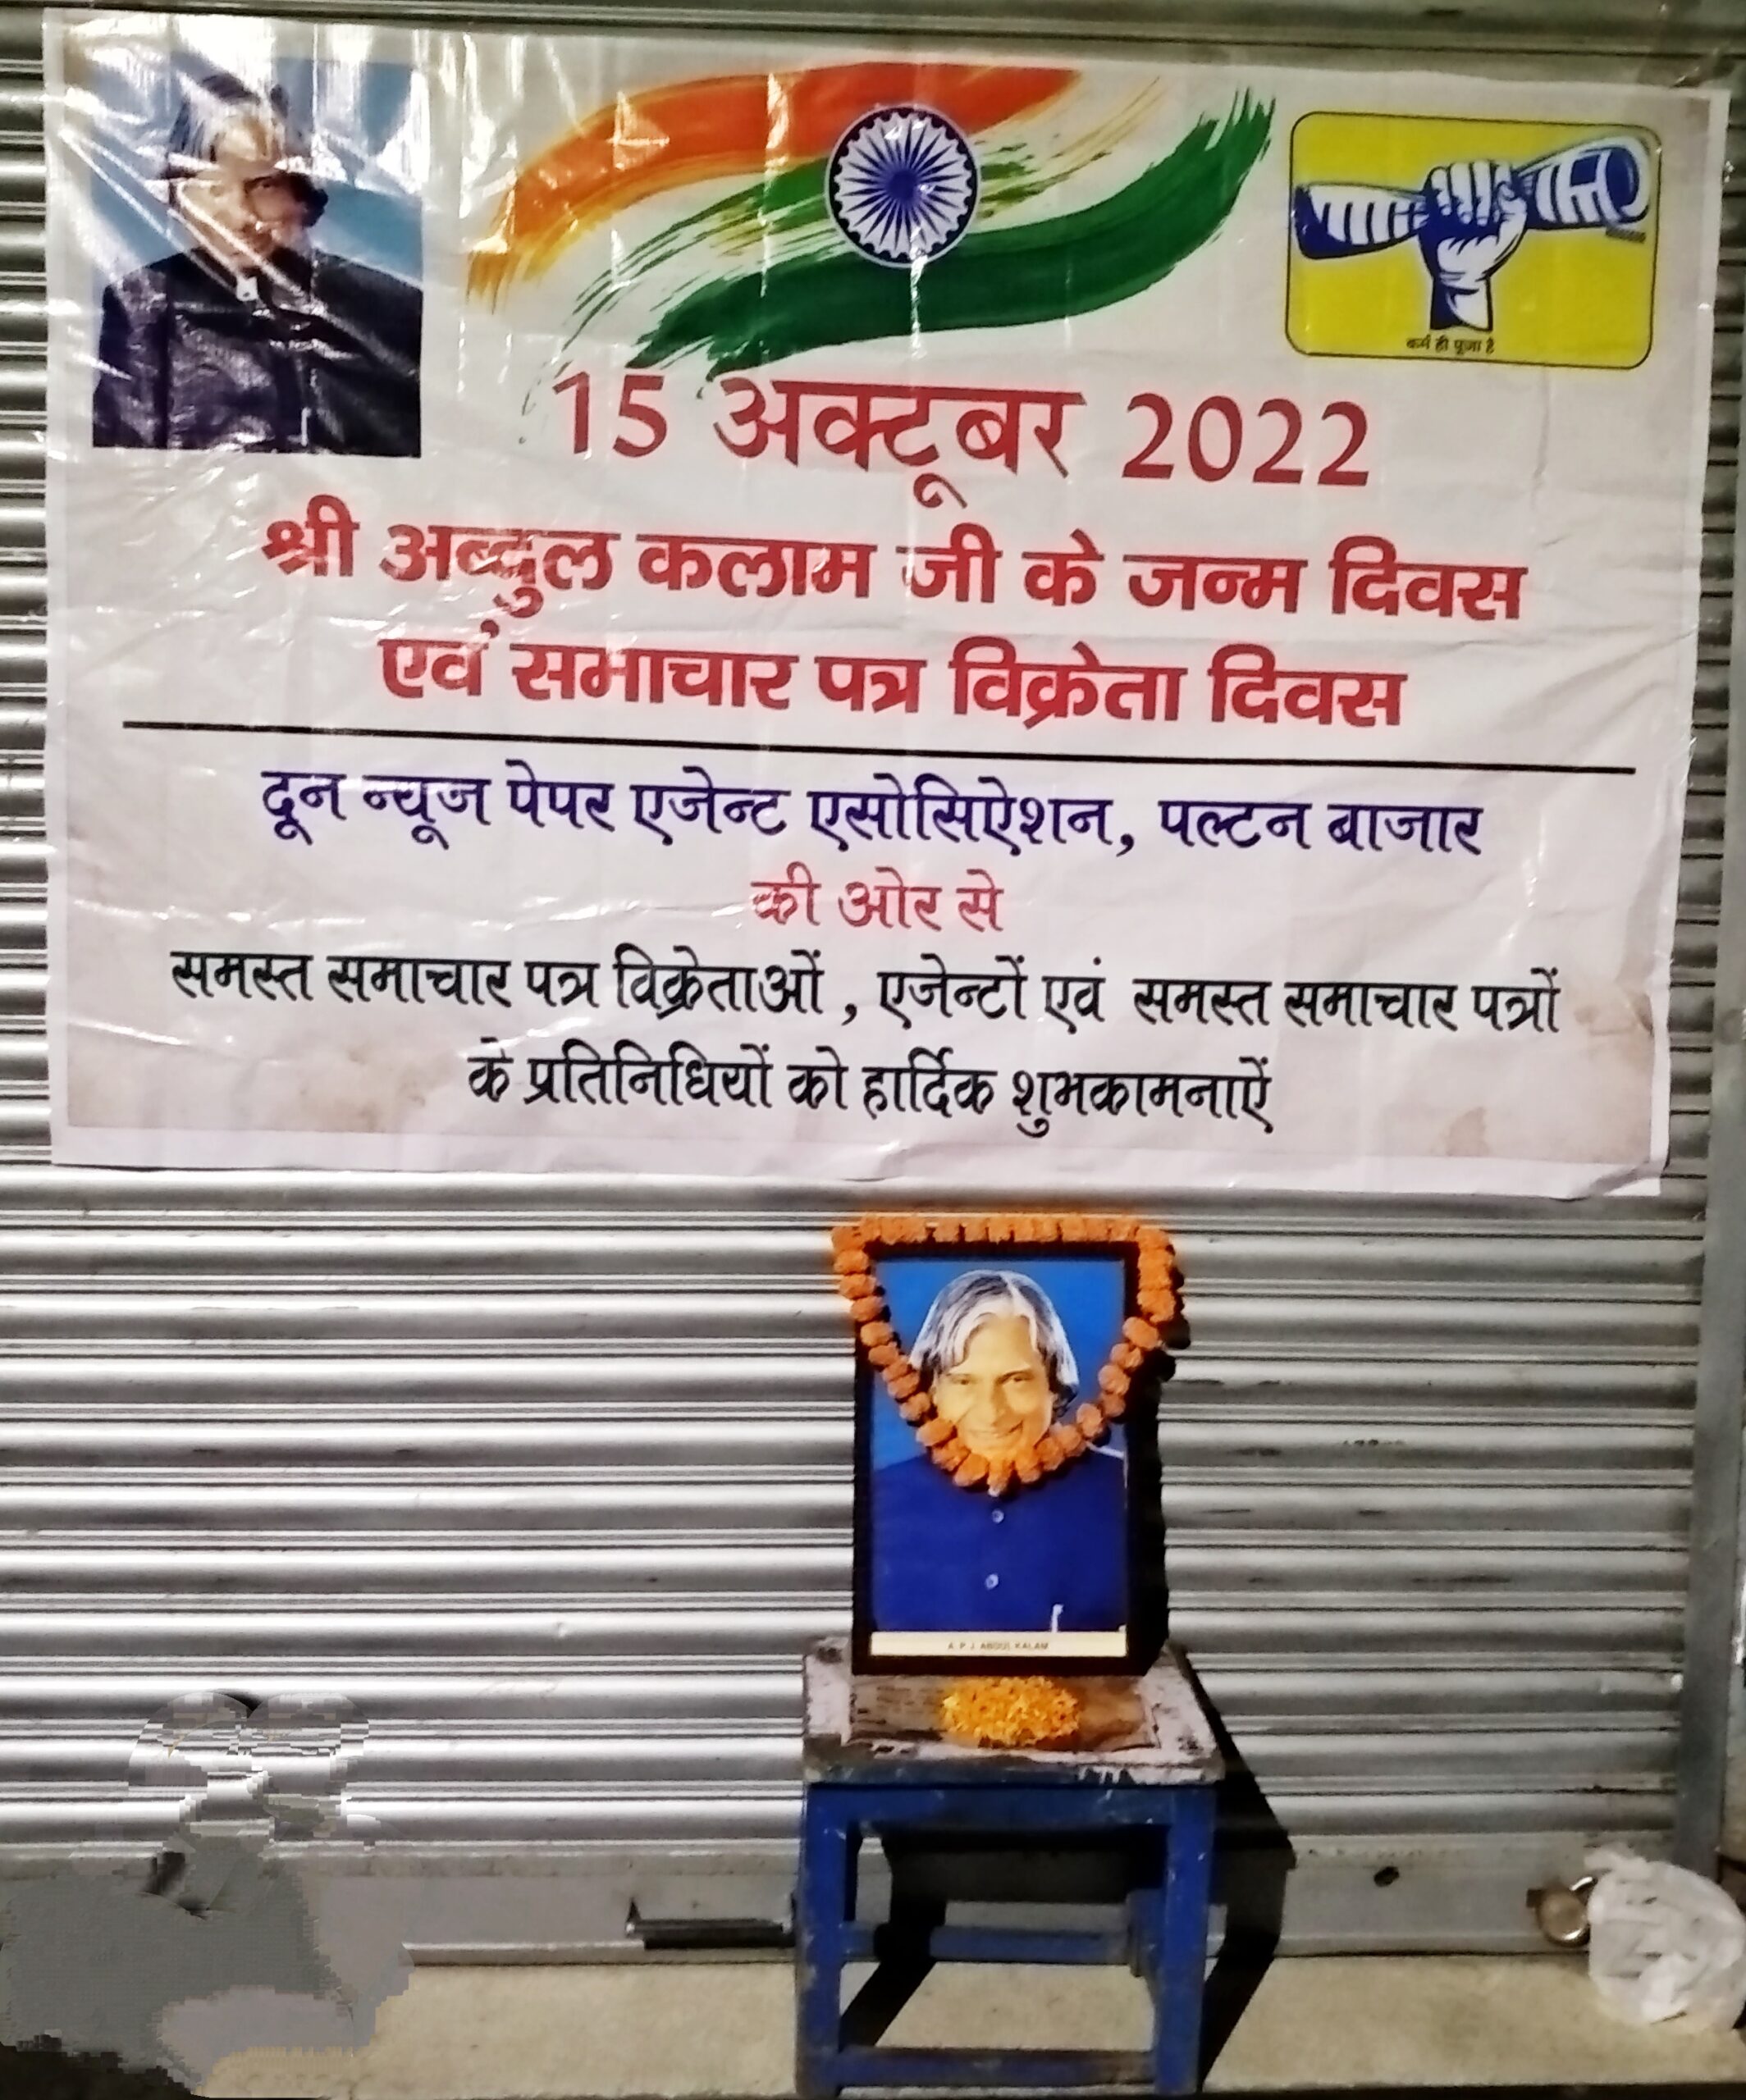 कर्म ही पूजा है
15 अक्टूबर 2022
श्री अब्दुल कलाम जी के जन्म दिवस
एवं समाचार पत्र विक्रेता दिवस
दून न्यूज पेपर एजेन्ट एसोसिऐशन, पल्टन बाजार
की ओर से
समस्त समाचार पत्र विक्रेताओं , एजेन्टों एवं समस्त समाचार पत्रों
के प्रतिनिधियों को हार्दिक शुभकामनाऐं
A. P. J. ABDUL KALAM